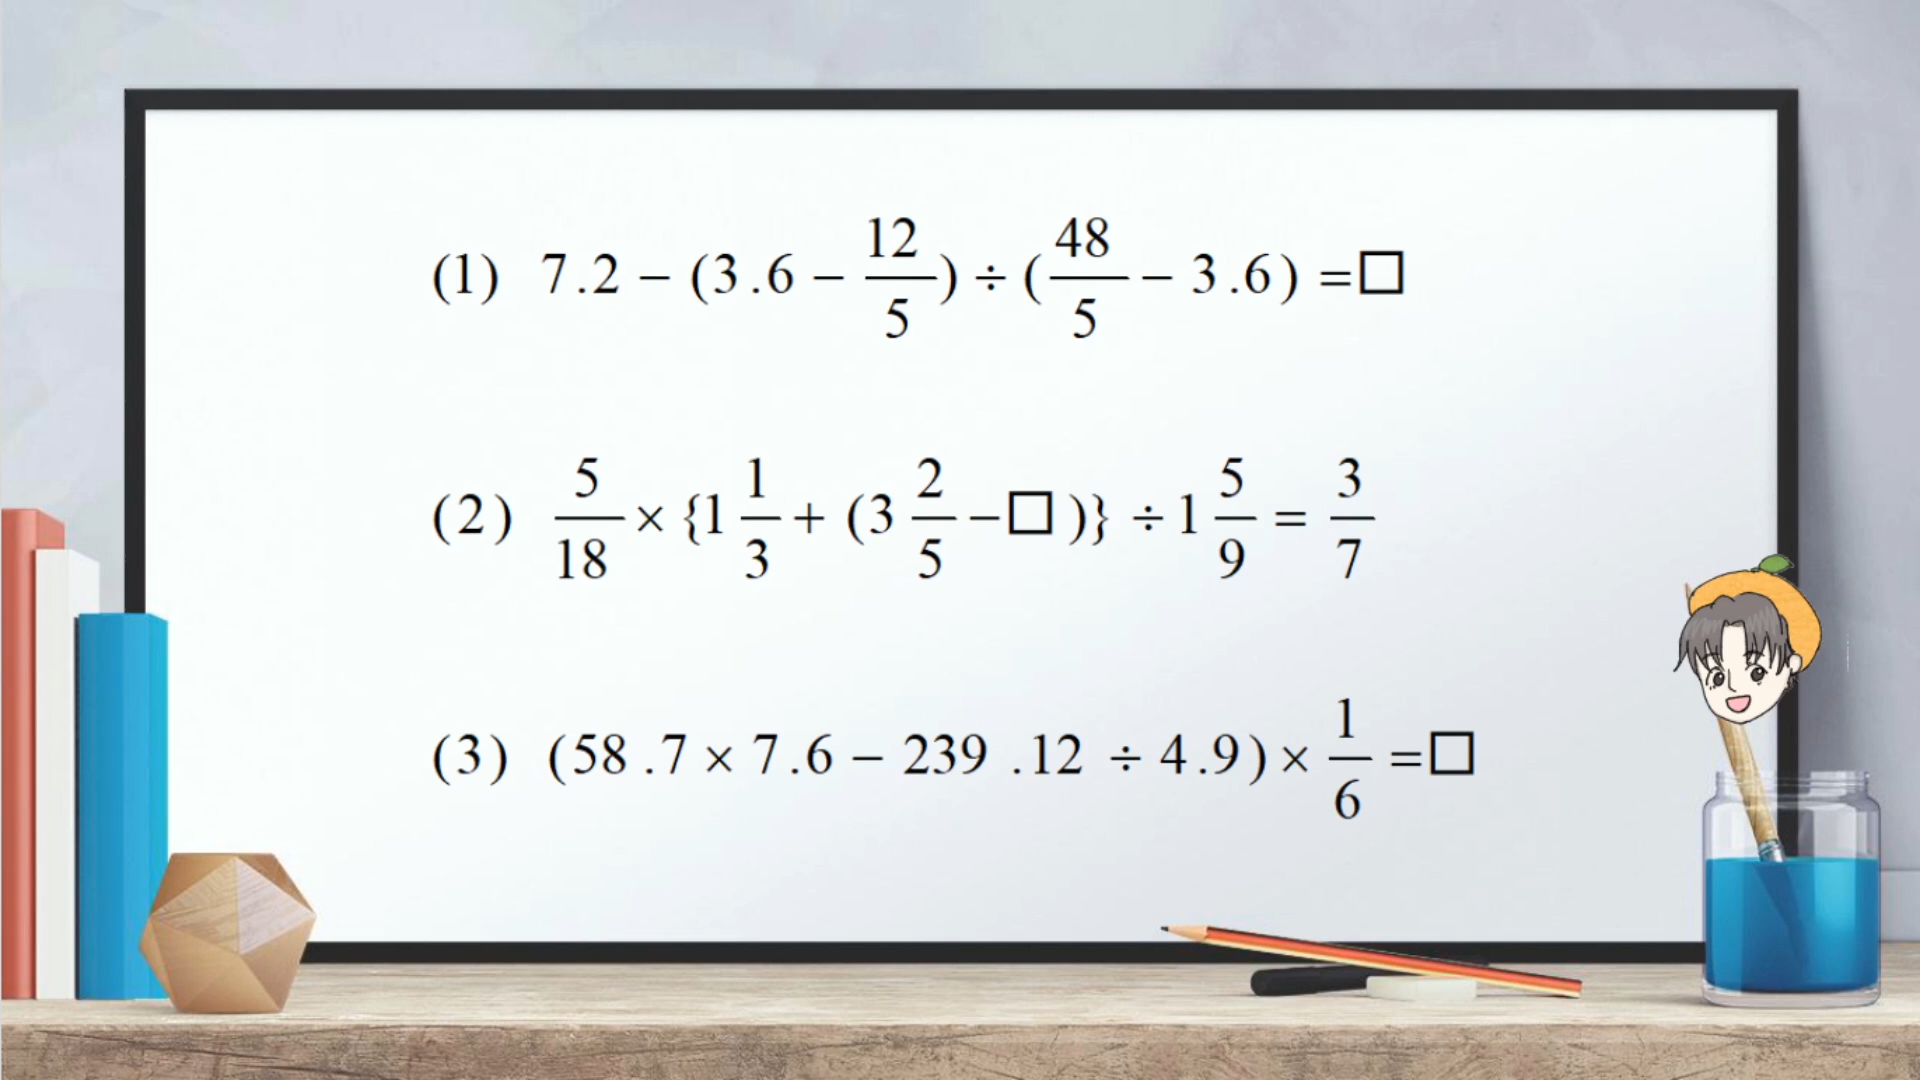 (1) 7.2 − (3.6 − 12/5) ÷ (48/5 − 3.6) = □
(2) 5/18 × {1 1/3 + (3 2/5 − □)} ÷ 1 5/9 = 3/7
(3) (58.7 × 7.6 − 239.12 ÷ 4.9) × 1/6 = □